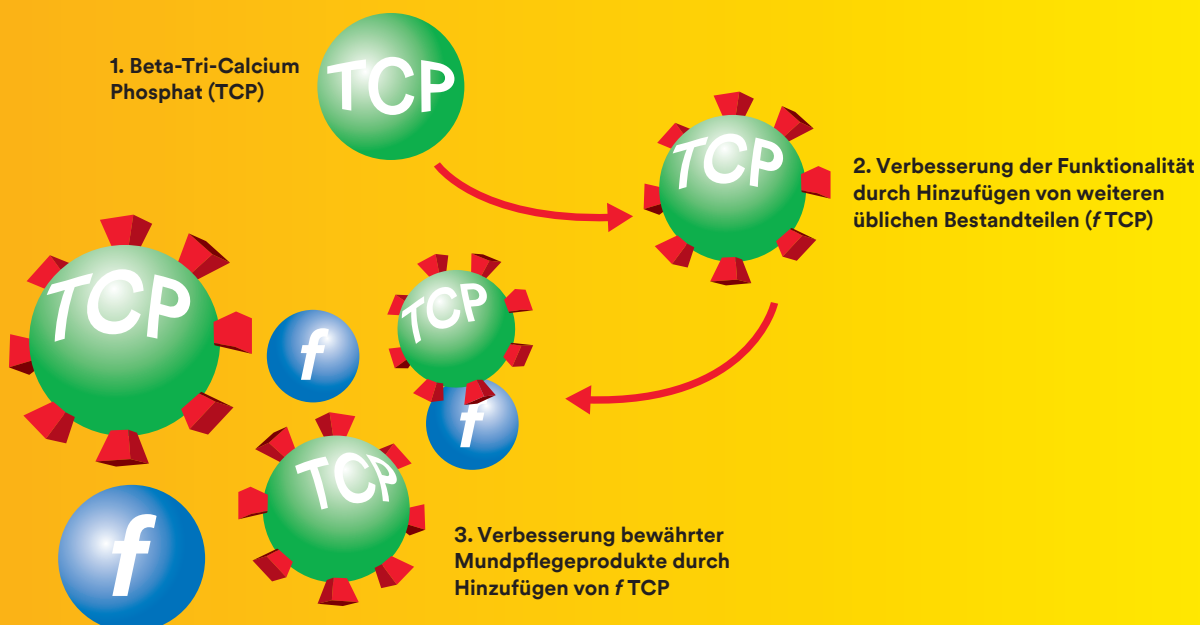 1. Beta-Tri-Calcium
Phosphat (TCP)
TCP
TCP
2. Verbesserung der Funktionalität
durch Hinzufügen von weiteren
üblichen Bestandteilen (f TCP)
TCP
TCP
f
f
TCP
f
3. Verbesserung bewährter
Mundpflegeprodukte durch
Hinzufügen von f TCP